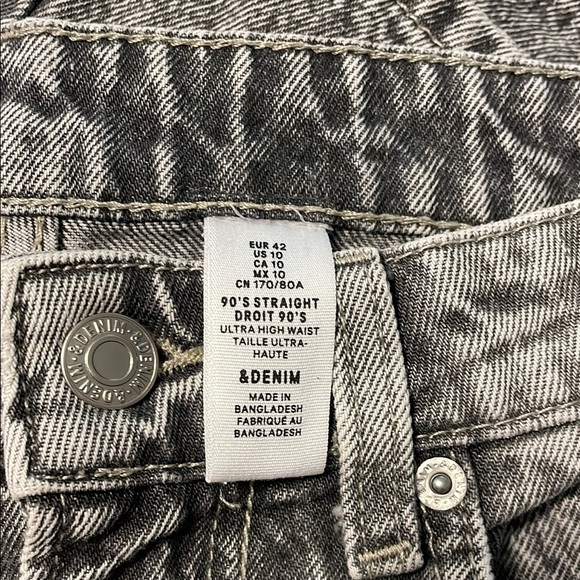 EUR 42
US 10
CA 10
MX 10
CN 170/80A
90'S STRAIGHT
DROIT 90'S
ULTRA HIGH WAIST
TAILLE ULTRA-
HAUTE
&DENIM
MADE IN
BANGLADESH
FABRIQUÉ AU
BANGLADESH
&DENIM·&DENIM·